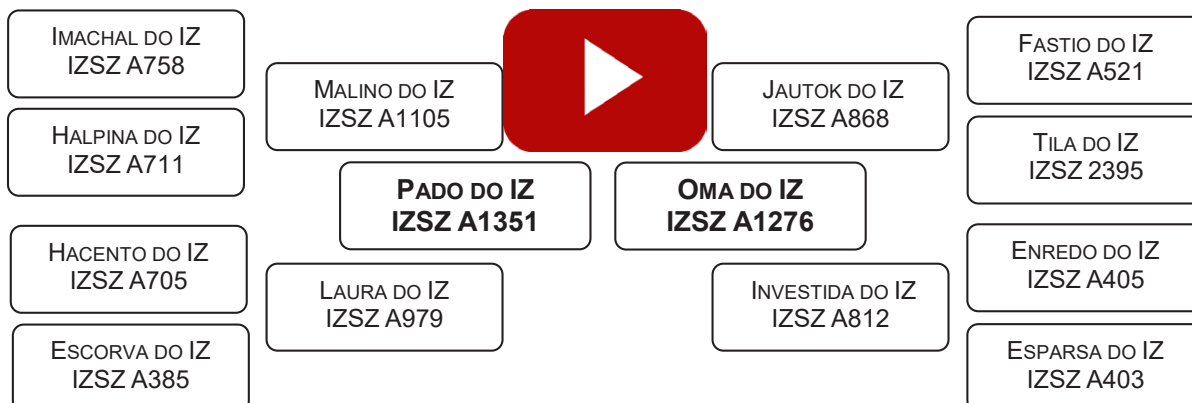 IMACHAL DO IZ
IZSZ A758
HALPINA DO IZ
IZSZ A711
HACENTO DO IZ
IZSZ A705
ESCORVA DO IZ
IZSZ A385
MALINO DO IZ
IZSZ A1105
LAURA DO IZ
IZSZ A979
PADO DO IZ
IZSZ A1351
OMA DO IZ
IZSZ A1276
JAUTOK DO IZ
IZSZ A868
INVESTIDA DO IZ
IZSZ A812
FASTIO DO IZ
IZSZ A521
TILA DO IZ
IZSZ 2395
ENREDO DO IZ
IZSZ A405
ESPARSA DO IZ
IZSZ A403